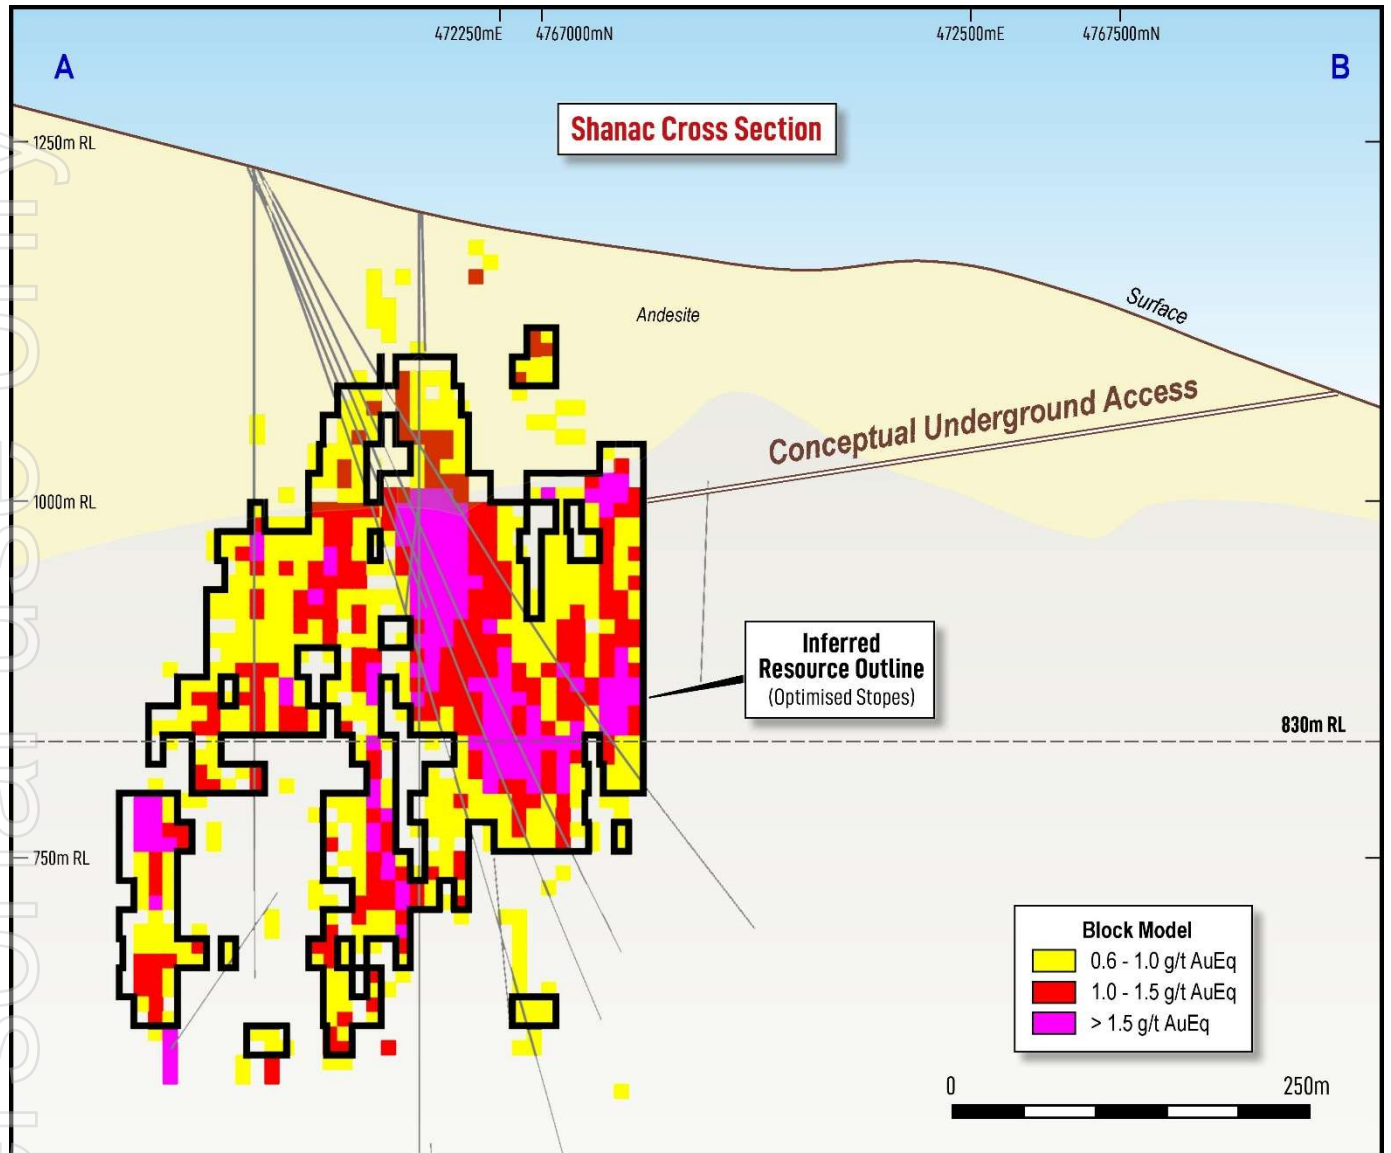 472250mE 4767000mN 472500mE 4767500mN
A
B
Shanac Cross Section
1250m RL
Surface
Andesite
Conceptual Underground Access
1000m RL
Inferred
Resource Outline
(Optimised Stopes)
830m RL
750m RL
Block Model
0.6 - 1.0 g/t AuEq
1.0 - 1.5 g/t AuEq
> 1.5 g/t AuEq
0 250m